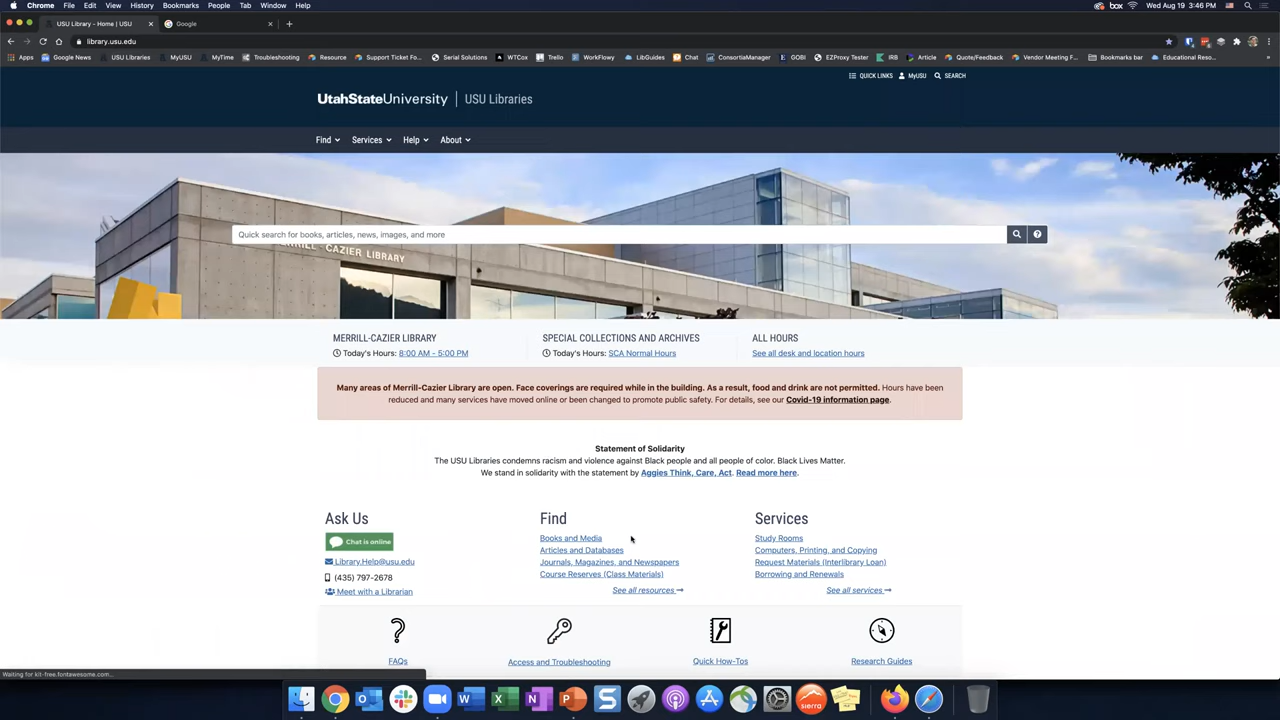 Chrome File Edit View History Bookmarks People Tab Window Help
box Wed Aug 19 3:46 PM
USU Library - Home | USU × Google × +
library.usu.edu
Apps Google News USU Libraries MyUSU MyTime Troubleshooting Resource Support Ticket Fo... Serial Solutions WTCox Trello WorkFlowy LibGuides Chat ConsortiaManager GOBI EZProxy Tester IRB Article Quote/Feedback Vendor Meeting F... Bookmarks bar Educational Reso... »
QUICK LINKS MyUSU SEARCH
UtahStateUniversity | USU Libraries
Find Services Help About
Quick search for books, articles, news, images, and more
CAZIER LIBRARY
MERRILL-CAZIER LIBRARY SPECIAL COLLECTIONS AND ARCHIVES ALL HOURS
Today's Hours: 8:00 AM - 5:00 PM Today's Hours: SCA Normal Hours See all desk and location hours
Many areas of Merrill-Cazier Library are open. Face coverings are required while in the building. As a result, food and drink are not permitted. Hours have been
reduced and many services have moved online or been changed to promote public safety. For details, see our Covid-19 information page.
Statement of Solidarity
The USU Libraries condemns racism and violence against Black people and all people of color. Black Lives Matter.
We stand in solidarity with the statement by Aggies Think, Care, Act. Read more here.
Ask Us Find Services
Chat is online Books and Media Study Rooms
Articles and Databases Computers, Printing, and Copying
Library.Help@usu.edu Journals, Magazines, and Newspapers Request Materials (Interlibrary Loan)
(435) 797-2678 Course Reserves (Class Materials) Borrowing and Renewals
Meet with a Librarian See all resources → See all services →
FAQs Access and Troubleshooting Quick How-Tos Research Guides
Waiting for kit-free.fontawesome.com...
sierra